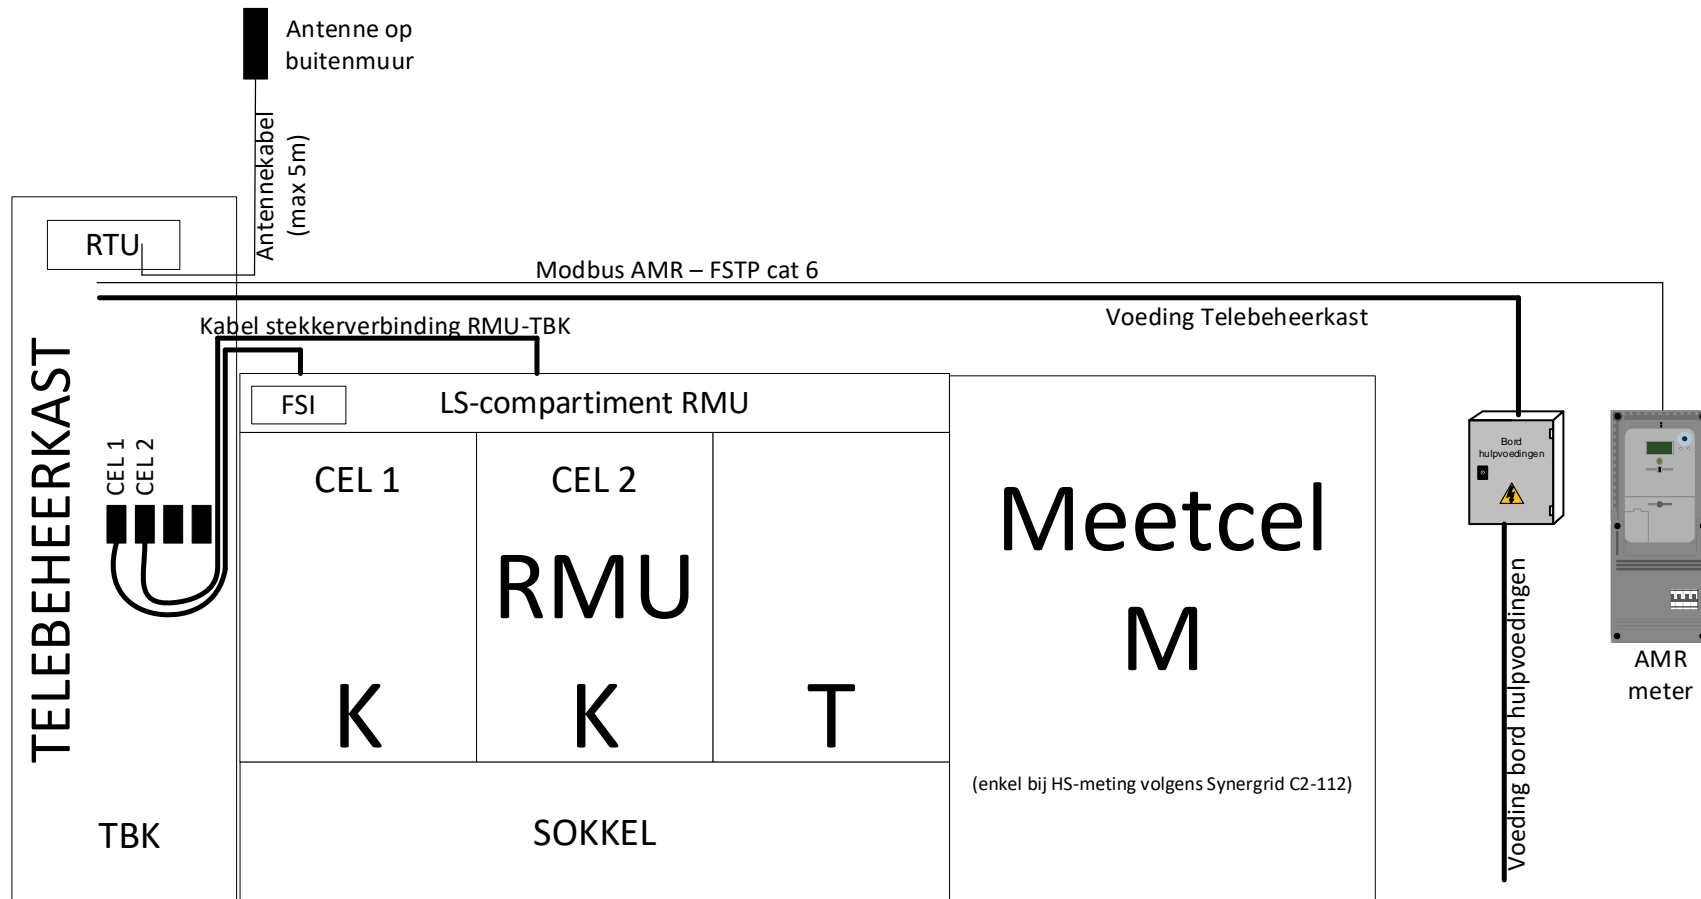 Antenne op
buitenmuur
Antennekabel
(max 5m)
RTU
Modbus AMR – FSTP cat 6
Voeding Telebeheerkast
Kabel stekkerverbinding RMU-TBK
TELEBEHEERKAST
CEL 1
CEL 2
FSI
LS-compartiment RMU
CEL 1
CEL 2
RMU
K
K
T
Meetcel
M
(enkel bij HS-meting volgens Synergrid C2-112)
Bord
hulpvoedingen
Voeding bord hulpvoedingen
AMR
meter
TBK
SOKKEL